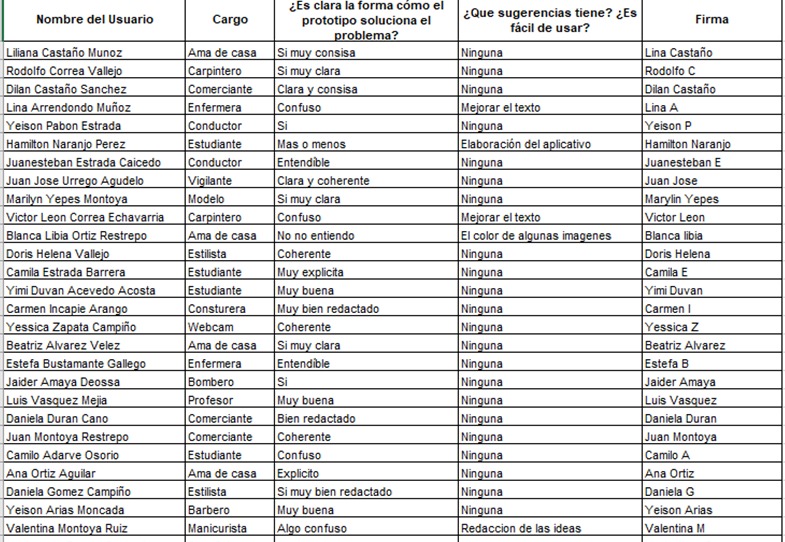 Nombre del Usuario Cargo ¿Es clara la forma cómo el prototipo soluciona el problema? ¿Que sugerencias tiene? ¿Es fácil de usar? Firma
Liliana Castaño Munoz Ama de casa Si muy consisa Ninguna Lina Castaño
Rodolfo Correa Vallejo Carpintero Si muy clara Ninguna Rodolfo C
Dilan Castaño Sanchez Comerciante Clara y consisa Ninguna Dilan Castaño
Lina Arrendondo Muñoz Enfermera Confuso Mejorar el texto Lina A
Yeison Pabon Estrada Conductor Si Ninguna Yeison P
Hamilton Naranjo Perez Estudiante Mas o menos Elaboración del aplicativo Hamilton Naranjo
Juanesteban Estrada Caicedo Conductor Entendíble Ninguna Juanesteban E
Juan Jose Urrego Agudelo Vigilante Clara y coherente Ninguna Juan Jose
Marilyn Yepes Montoya Modelo Si muy clara Ninguna Marylin Yepes
Victor Leon Correa Echavarria Carpintero Confuso Mejorar el texto Victor Leon
Blanca Libia Ortiz Restrepo Ama de casa No no entiendo El color de algunas imagenes Blanca libia
Doris Helena Vallejo Estilista Coherente Ninguna Doris Helena
Camila Estrada Barrera Estudiante Muy explicita Ninguna Camila E
Yimi Duvan Acevedo Acosta Estudiante Muy buena Ninguna Yimi Duvan
Carmen Incapie Arango Consturera Muy bien redactado Ninguna Carmen I
Yessica Zapata Campiño Webcam Coherente Ninguna Yessica Z
Beatriz Alvarez Velez Ama de casa Si muy clara Ninguna Beatriz Alvarez
Estefa Bustamante Gallego Enfermera Entendíble Ninguna Estefa B
Jaider Amaya Deossa Bombero Si Ninguna Jaider Amaya
Luis Vasquez Mejia Profesor Muy buena Ninguna Luis Vasquez
Daniela Duran Cano Comerciante Bien redactado Ninguna Daniela Duran
Juan Montoya Restrepo Comerciante Coherente Ninguna Juan Montoya
Camilo Adarve Osorio Estudiante Confuso Ninguna Camilo A
Ana Ortiz Aguilar Ama de casa Explicito Ninguna Ana Ortiz
Daniela Gomez Campiño Estilista Si muy bien redactado Ninguna Daniela G
Yeison Arias Moncada Barbero Muy buena Ninguna Yeison Arias
Valentina Montoya Ruiz Manicurista Algo confuso Redaccion de las ideas Valentina M